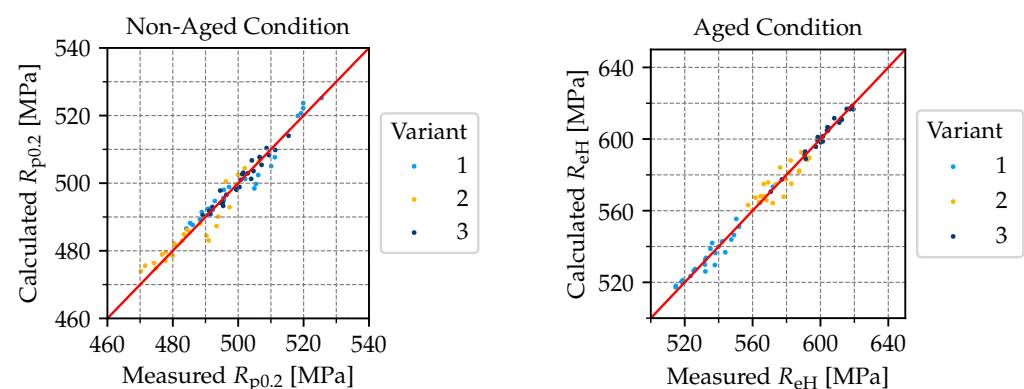 Non-Aged Condition
Calculated Rp0.2 [MPa]
540
520
500
480
460
460 480 500 520 540
Measured Rp0.2 [MPa]
Variant
1
2
3
Aged Condition
Calculated ReH [MPa]
640
600
560
520
520 560 600 640
Measured ReH [MPa]
Variant
1
2
3